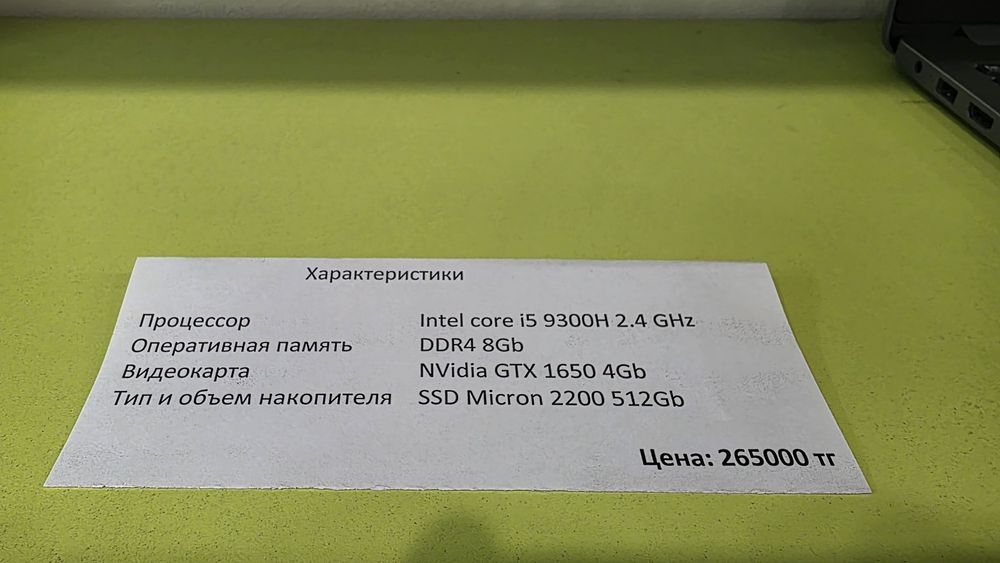 Характеристики
Процессор Intel core i5 9300H 2.4 GHz
Оперативная память DDR4 8Gb
Видеокарта NVidia GTX 1650 4Gb
Тип и объем накопителя SSD Micron 2200 512Gb
Цена: 265000 тг